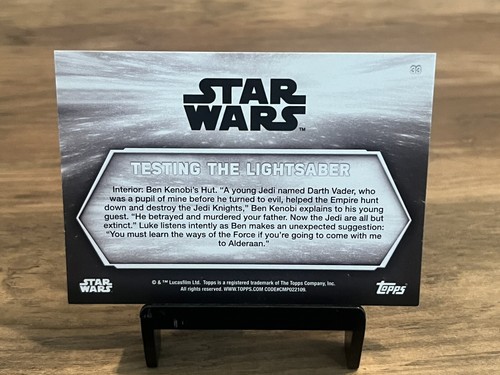 33
STAR
WARS™
TESTING THE LIGHTSABER
Interior: Ben Kenobi's Hut. "A young Jedi named Darth Vader, who
was a pupil of mine before he turned to evil, helped the Empire hunt
down and destroy the Jedi Knights," Ben Kenobi explains to his young
guest. "He betrayed and murdered your father. Now the Jedi are all but
extinct." Luke listens intently as Ben makes an unexpected suggestion:
"You must learn the ways of the Force if you're going to come with me
to Alderaan."
STAR
WARS
© & ™ Lucasfilm Ltd. Topps is a registered trademark of The Topps Company, Inc.
All rights reserved. WWW.TOPPS.COM CODE#CMP022109
topps